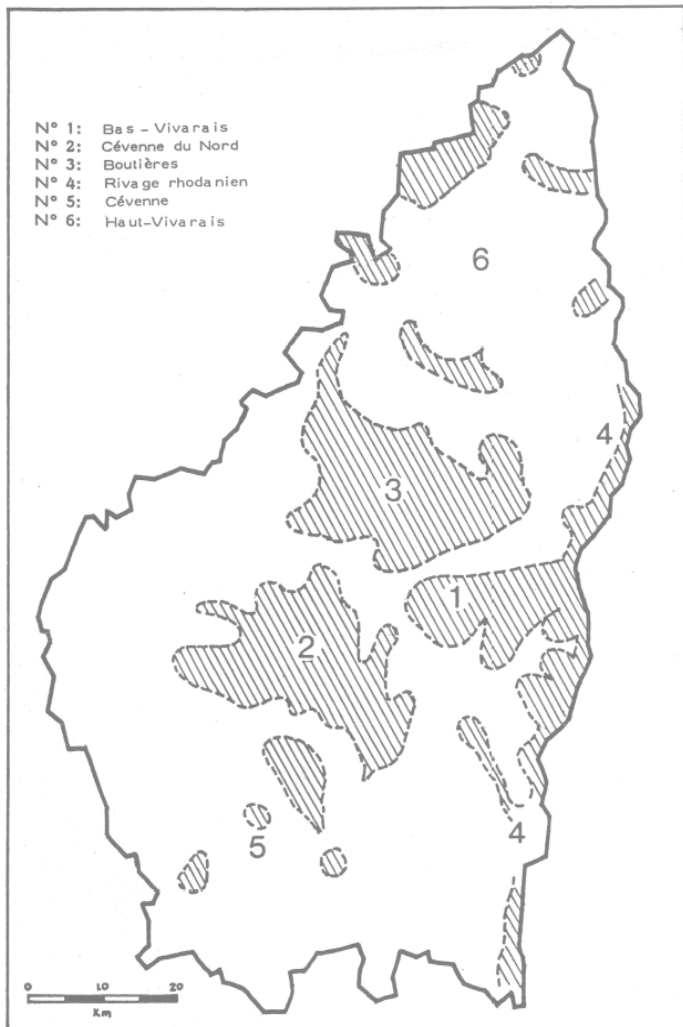 N° 1: Bas-Vivarais
N° 2: Cévenne du Nord
N° 3: Boutières
N° 4: Rivage rhodanien
N° 5: Cévenne
N° 6: Haut-Vivarais
6
4
3
1
2
4
5
0 10 20
Km